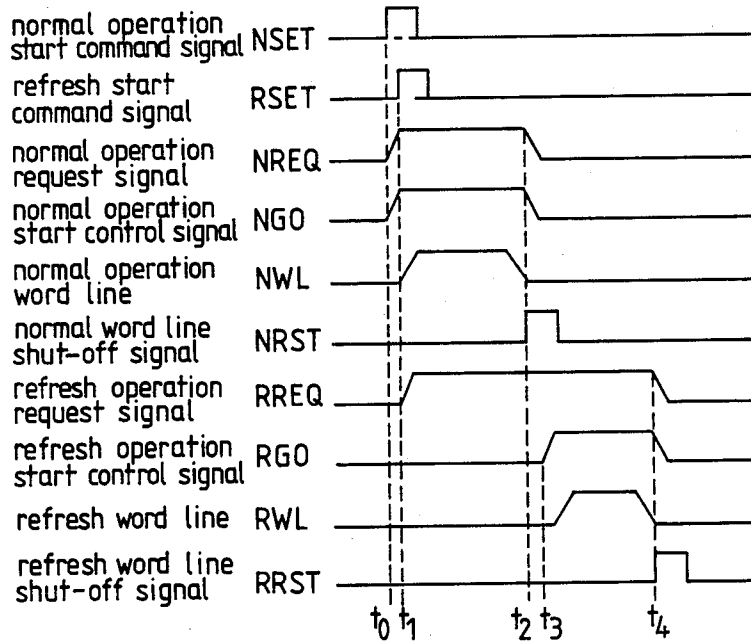 normal operation
start command signal NSET
refresh start
command signal RSET
normal operation
request signal NREQ
normal operation
start control signal NGO
normal operation
word line NWL
normal word line
shut-off signal NRST
refresh operation
request signal RREQ
refresh operation
start control signal RGO
refresh word line RWL
refresh word line
shut-off signal RRST
t0 t1 t2 t3 t4